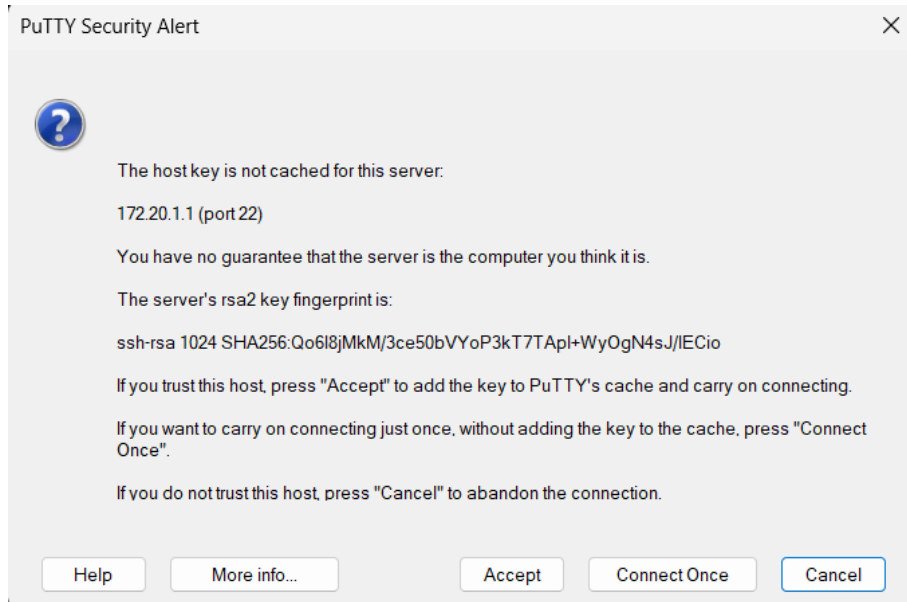 PuTTY Security Alert
The host key is not cached for this server:
172.20.1.1 (port 22)
You have no guarantee that the server is the computer you think it is.
The server's rsa2 key fingerprint is:
ssh-rsa 1024 SHA256:Qo6l8jMkM/3ce50bVYoP3kT7TApl+WyOgN4sJ/IECio
If you trust this host, press "Accept" to add the key to PuTTY's cache and carry on connecting.
If you want to carry on connecting just once, without adding the key to the cache, press "Connect
Once".
If you do not trust this host, press "Cancel" to abandon the connection.
Help More info... Accept Connect Once Cancel